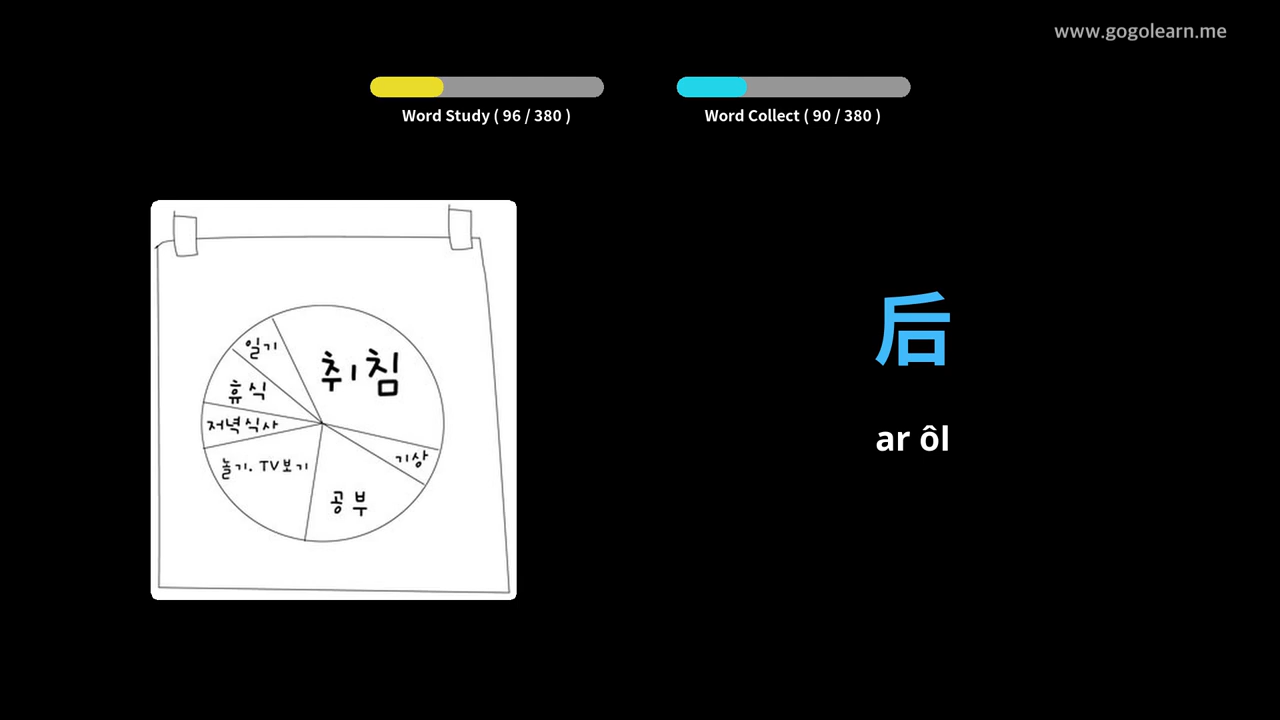 www.gogolearn.me
Word Study ( 96 / 380 )
Word Collect ( 90 / 380 )
일기
취침
휴식
저녁식사
기상
놀기. TV보기
공부
后
ar ôl